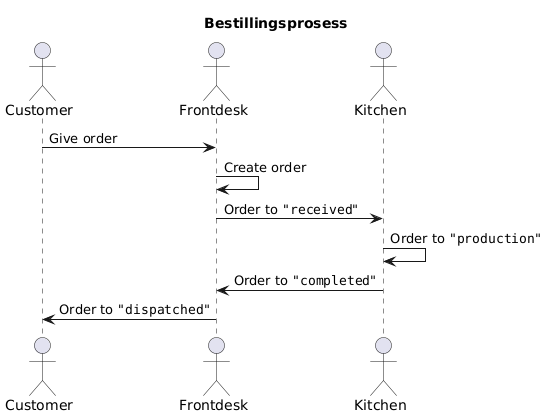 Bestillingsprosess
Customer Frontdesk Kitchen
Give order
Create order
Order to "received"
Order to "production"
Order to "completed"
Order to "dispatched"
Customer Frontdesk Kitchen